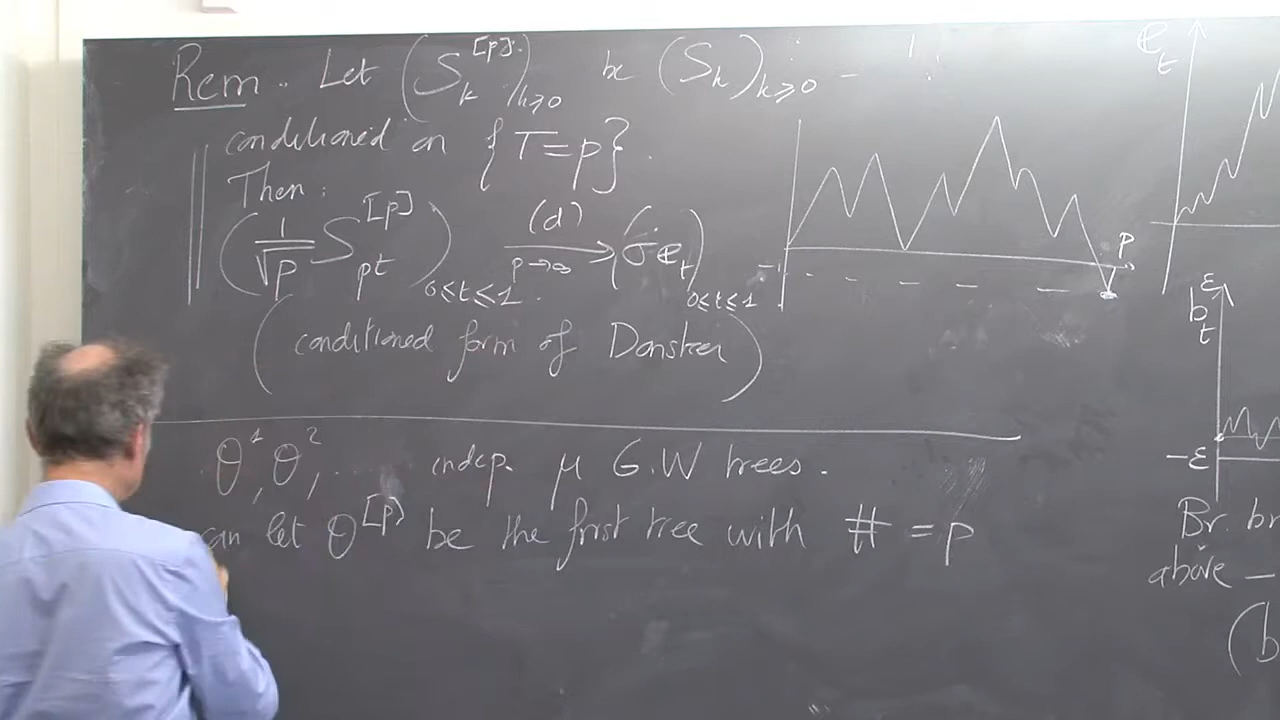 Rem. Let (S_k^{[p]})_{k≥0} be (S_k)_{k≥0}
conditioned on {T=p}.
Then:
(1/√p S_{pt}^{[p]})_{0≤t≤1} (d) →_{p→∞} (σ e_t)_{0≤t≤1}.
(conditioned form of Donsker)
θ^1, θ^2, ..... indep. μ G.W trees.
can let θ^{[p]} be the first tree with # = p
-1
p
e_t
b_t^ε
-ε
Br. br
above -
(b